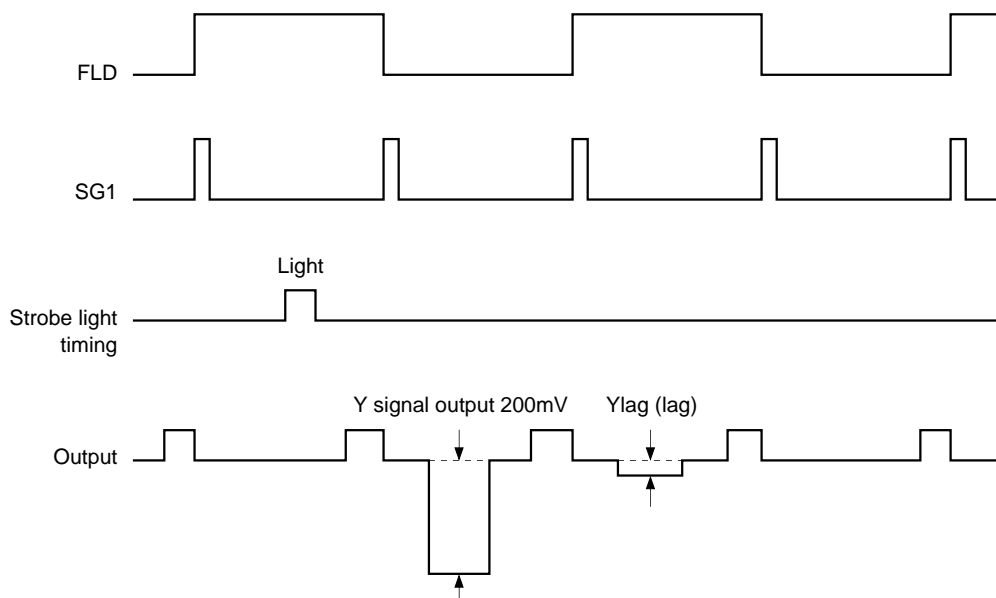 FLD
SG1
Light
Strobe light
timing
Y signal output 200mV
Ylag (lag)
Output